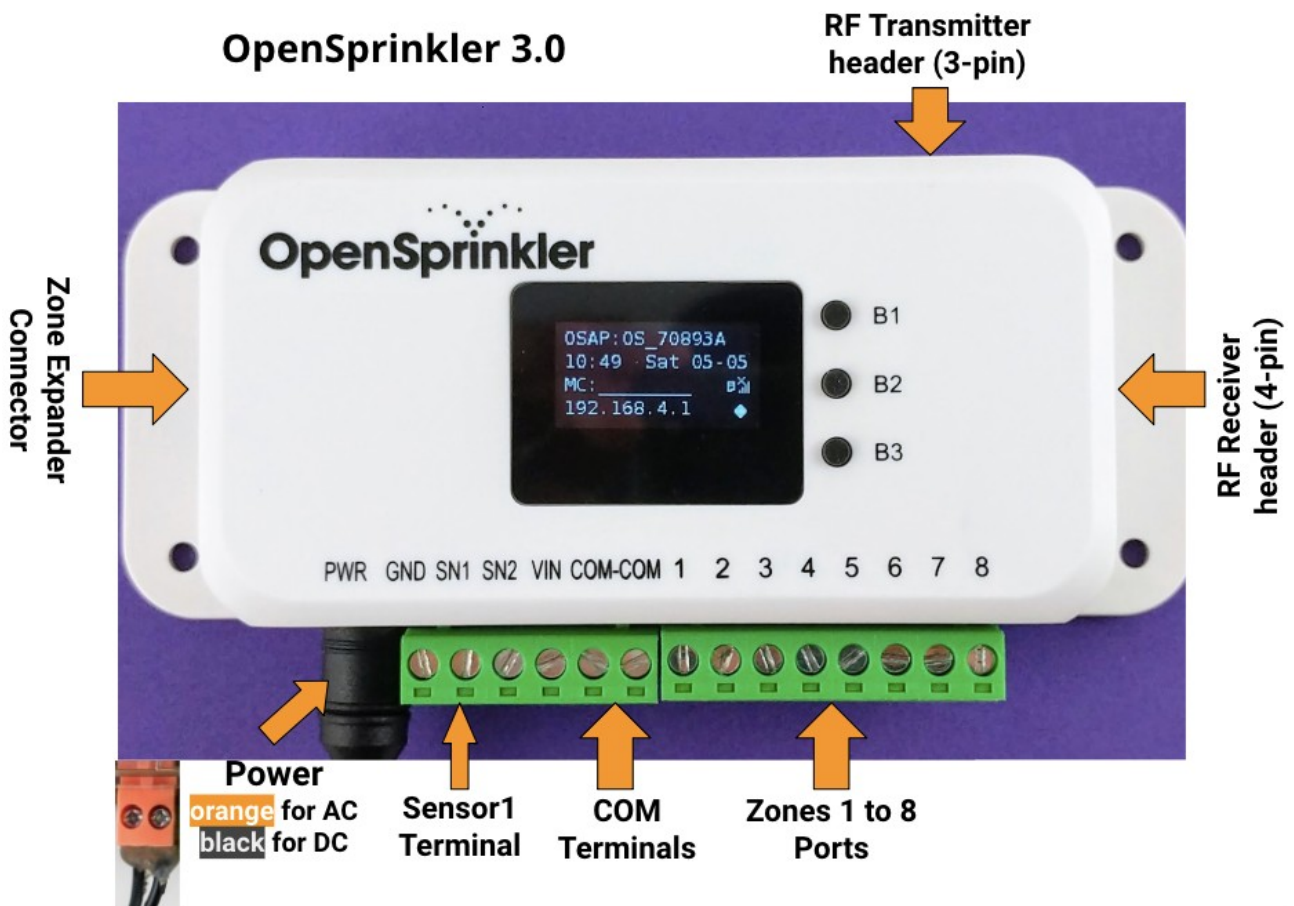 OpenSprinkler 3.0
RF Transmitter
header (3-pin)
OpenSprinkler
OSAP:OS_70893A
10:49 Sat 05-05
MC:_________
192.168.4.1
B1
B2
B3
Zone Expander
Connector
RF Receiver
header (4-pin)
PWR GND SN1 SN2 VIN COM-COM 1 2 3 4 5 6 7 8
Power
orange for AC
black for DC
Sensor1
Terminal
COM
Terminals
Zones 1 to 8
Ports